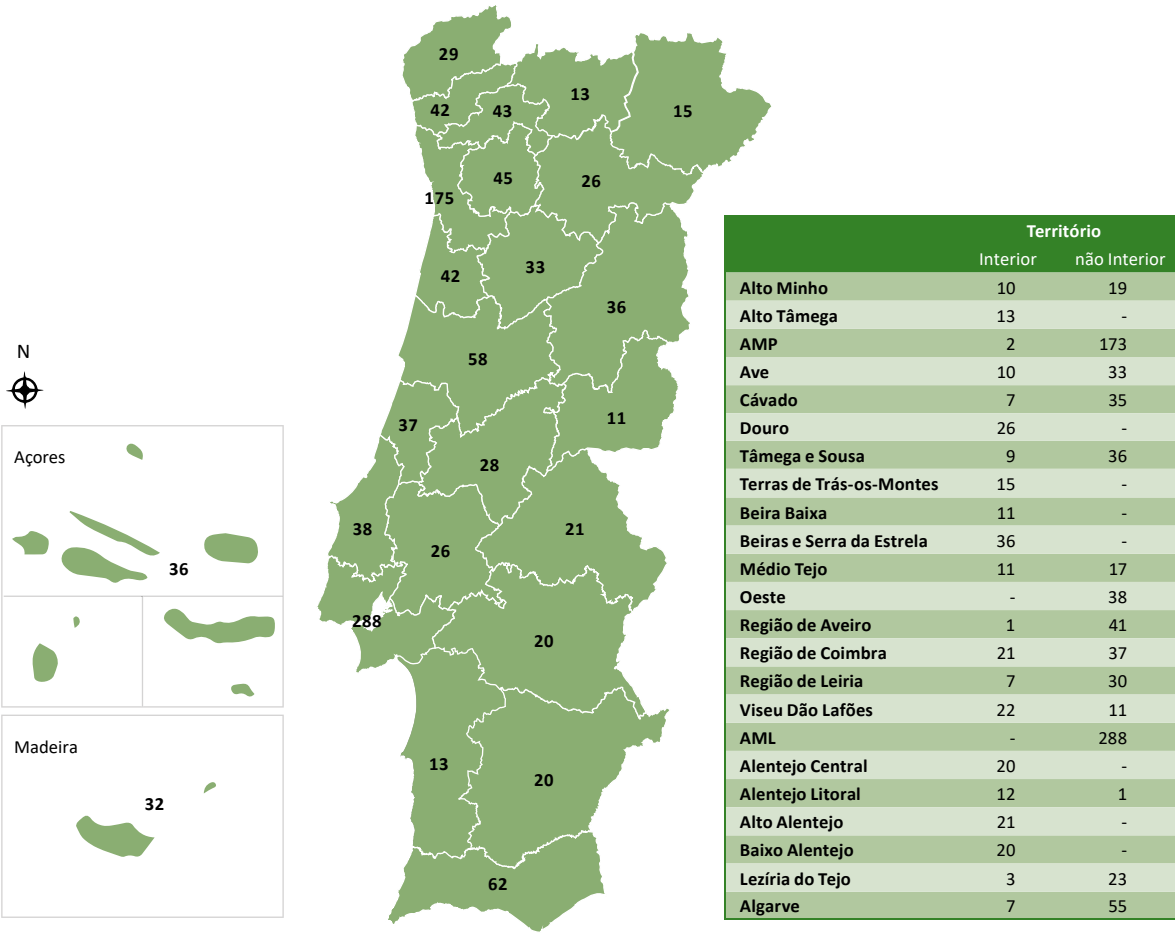 29
13
42
43
15
45
26
175
33
42
36
58
N
11
37
Açores
28
38
21
26
36
288
20
Madeira
13
20
32
62
Território
Interior não Interior
Alto Minho 10 19
Alto Tâmega 13 -
AMP 2 173
Ave 10 33
Cávado 7 35
Douro 26 -
Tâmega e Sousa 9 36
Terras de Trás-os-Montes 15 -
Beira Baixa 11 -
Beiras e Serra da Estrela 36 -
Médio Tejo 11 17
Oeste - 38
Região de Aveiro 1 41
Região de Coimbra 21 37
Região de Leiria 7 30
Viseu Dão Lafões 22 11
AML - 288
Alentejo Central 20 -
Alentejo Litoral 12 1
Alto Alentejo 21 -
Baixo Alentejo 20 -
Lezíria do Tejo 3 23
Algarve 7 55